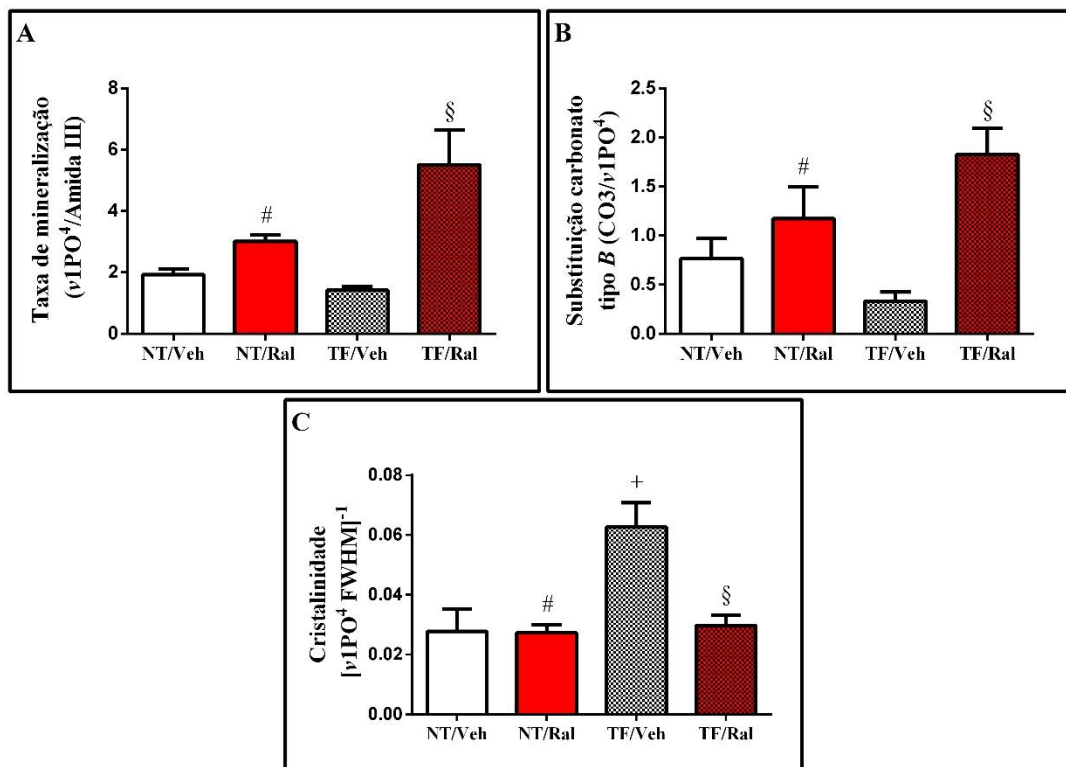 A
Taxa de mineralização
(ν1PO⁴/Amida III)
8
6
4
2
0
#
§
NT/Veh NT/Ral TF/Veh TF/Ral
B
Substituição carbonato
tipo B (CO3/ν1PO⁴)
2.5
2.0
1.5
1.0
0.5
0.0
#
§
NT/Veh NT/Ral TF/Veh TF/Ral
C
Cristalinidade
[ν1PO⁴ FWHM]⁻¹
0.08
0.06
0.04
0.02
0.00
#
+
§
NT/Veh NT/Ral TF/Veh TF/Ral